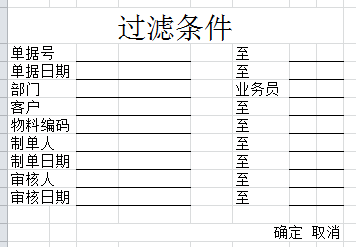 过滤条件
单据号 至
单据日期 至
部门 业务员
客户 至
物料编码 至
制单人 至
制单日期 至
审核人 至
审核日期 至
确定 取消